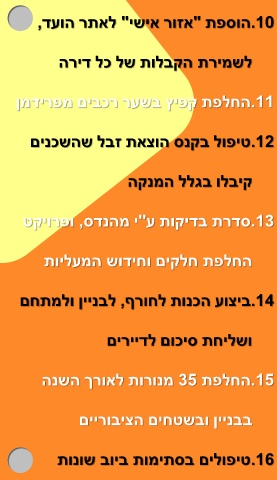 10.הוספת "אזור אישי" לאתר הועד,
לשמירת הקבלות של כל דירה
11.החלפת קפיץ בשער רכבים מפרידמן
12.טיפול בקנס הוצאת זבל שהשכנים
קיבלו בגלל המנקה
13.סדרת בדיקות ע"י מהנדס, ופרויקט
החלפת חלקים וחידוש המעליות
14.ביצוע הכנות לחורף, לבניין ולמתחם
ושליחת סיכום לדיירים
15.החלפת 35 מנורות לאורך השנה
בבניין ובשטחים הציבוריים
16.טיפולים בסתימות ביוב שונות